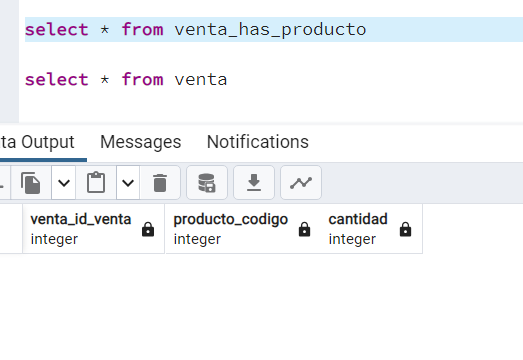 select * from venta_has_producto
select * from venta
ta Output Messages Notifications
venta_id_venta producto_codigo cantidad
integer integer integer